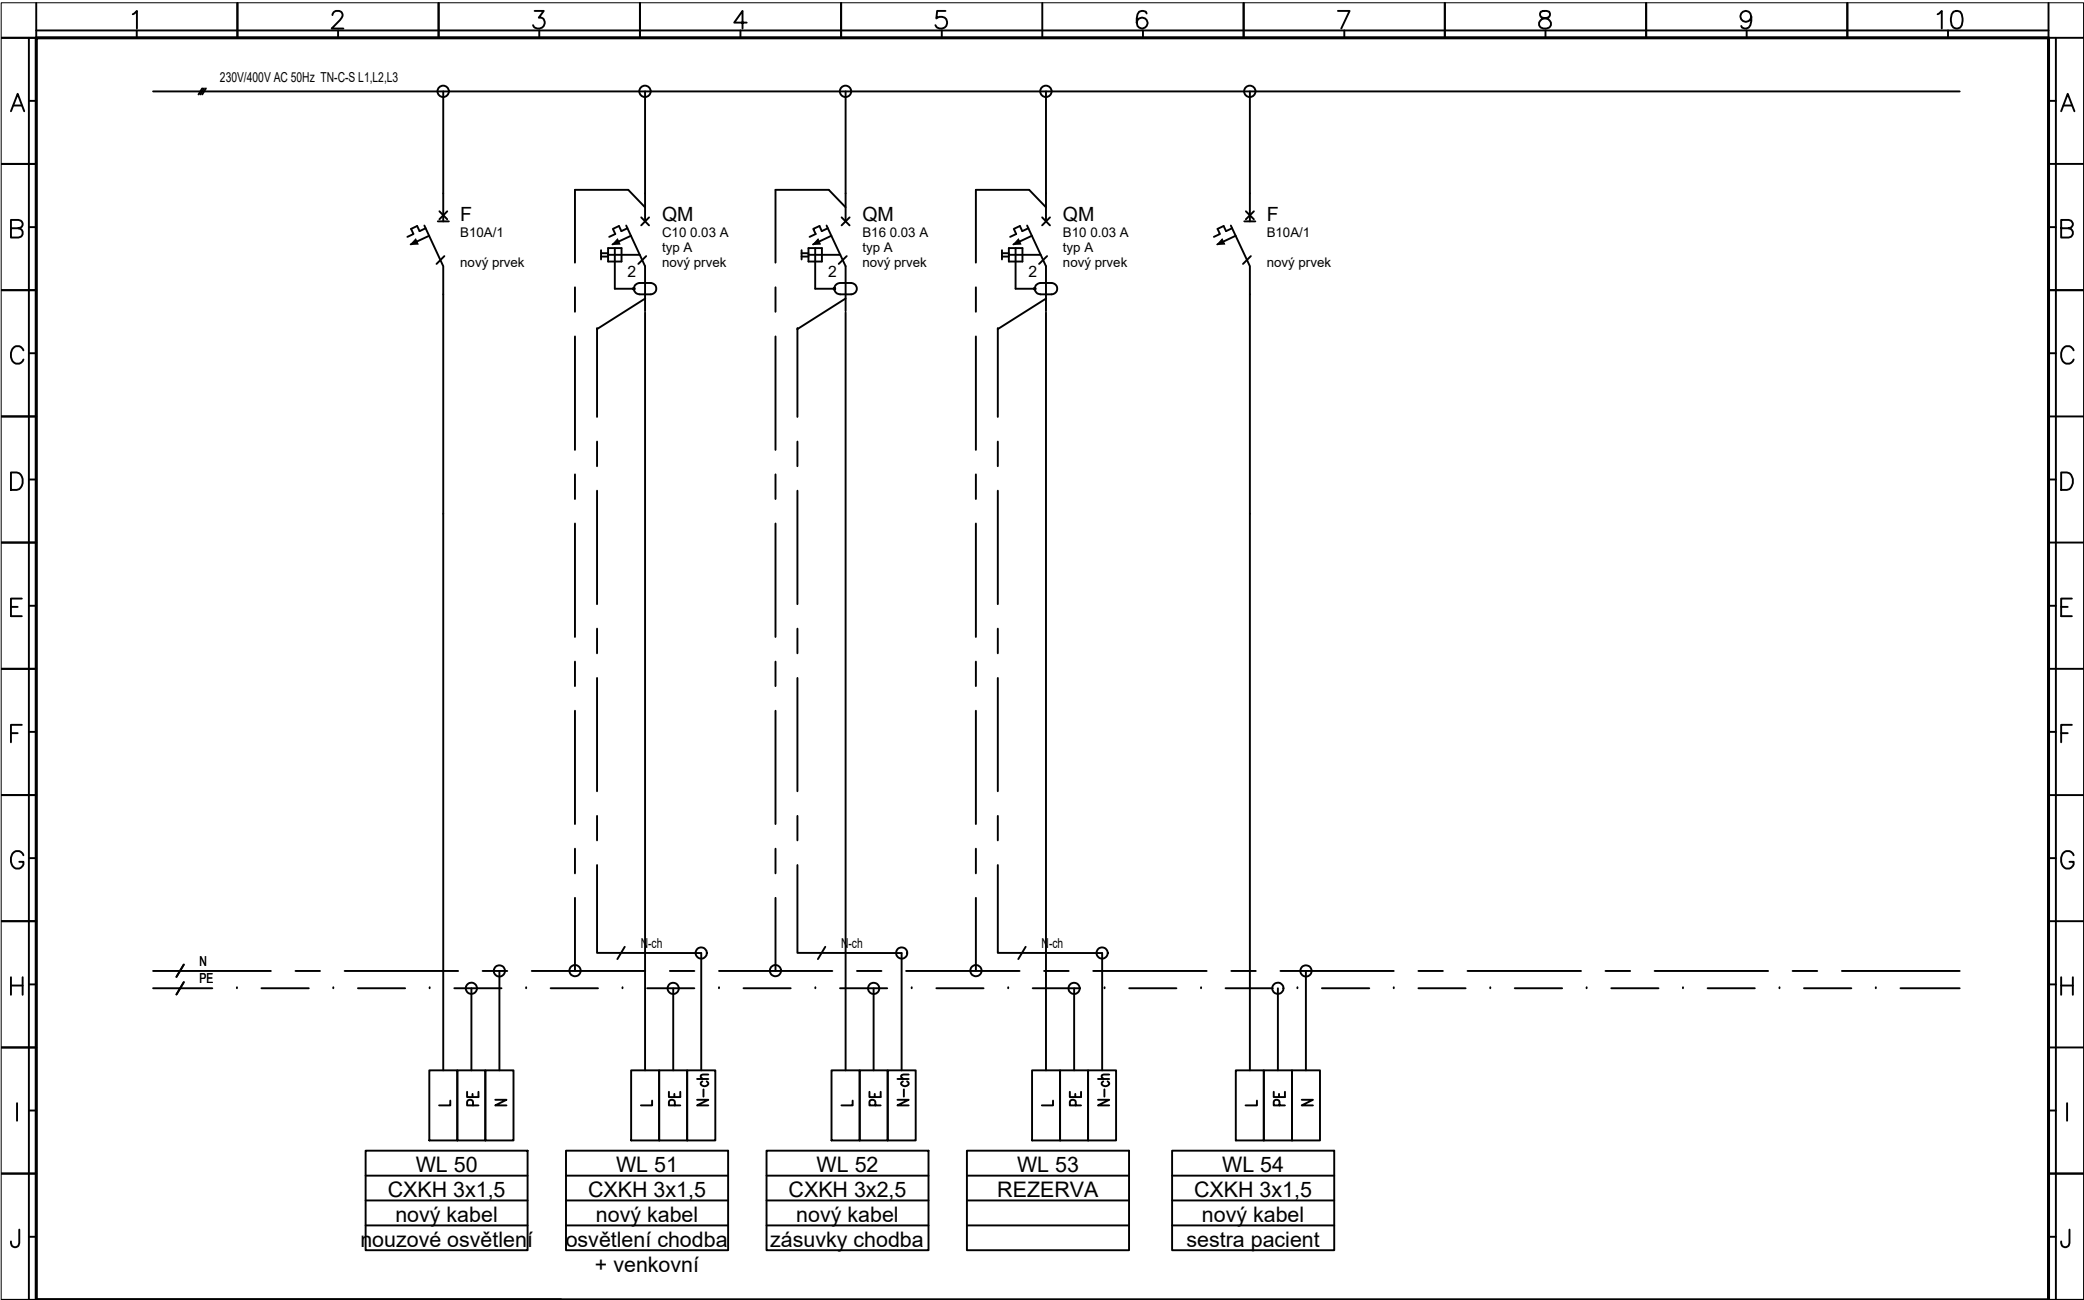 1 2 3 4 5 6 7 8 9 10
230V/400V AC 50Hz TN-C-S L1,L2,L3
A A
B B
C C
D D
E E
F F
G G
H H
I I
J J
F
B10A/1
nový prvek
QM
C10 0.03 A
typ A
nový prvek
2
QM
B16 0.03 A
typ A
nový prvek
2
QM
B10 0.03 A
typ A
nový prvek
2
F
B10A/1
nový prvek
N-ch
N-ch
N-ch
N
PE
L PE N
L PE N-ch
L PE N-ch
L PE N-ch
L PE N
WL 50
CXKH 3x1,5
nový kabel
nouzové osvětlení
WL 51
CXKH 3x1,5
nový kabel
osvětlení chodba
+ venkovní
WL 52
CXKH 3x2,5
nový kabel
zásuvky chodba
WL 53
REZERVA
WL 54
CXKH 3x1,5
nový kabel
sestra pacient